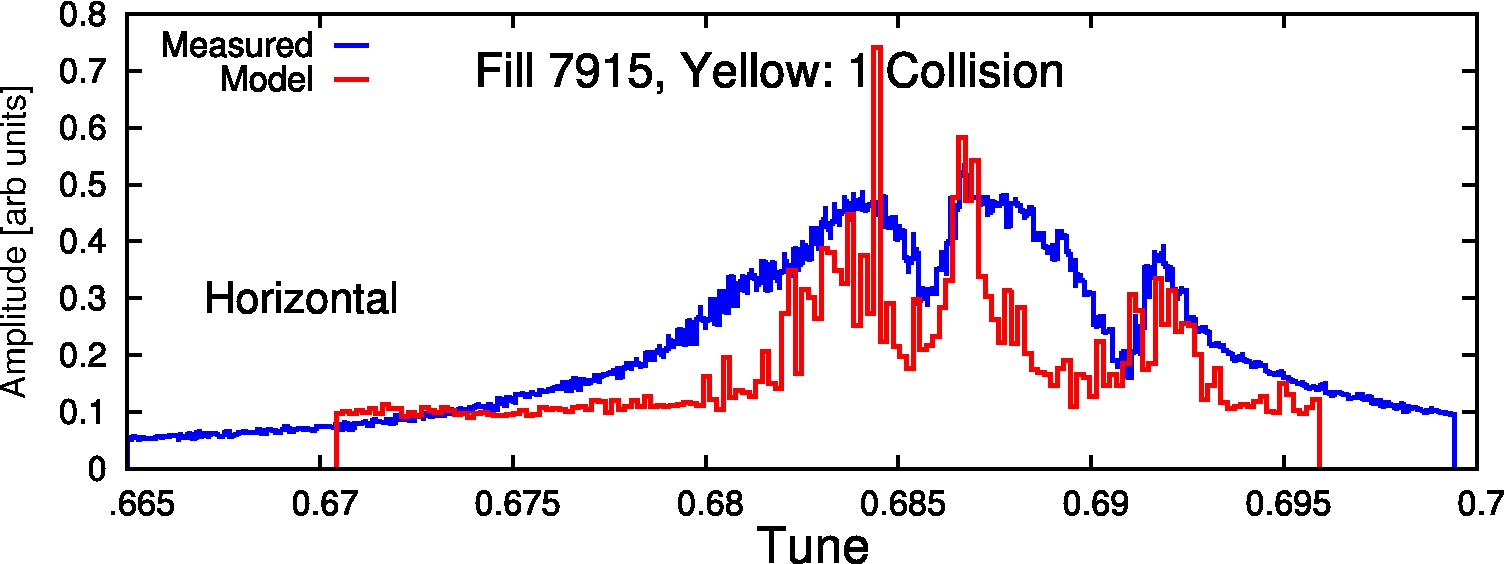 Fill 7915, Yellow: 1 Collision
Measured
Model
Horizontal
Amplitude [arb units]
0.8
0.7
0.6
0.5
0.4
0.3
0.2
0.1
0
.665 0.67 0.675 0.68 0.685 0.69 0.695 0.7
Tune